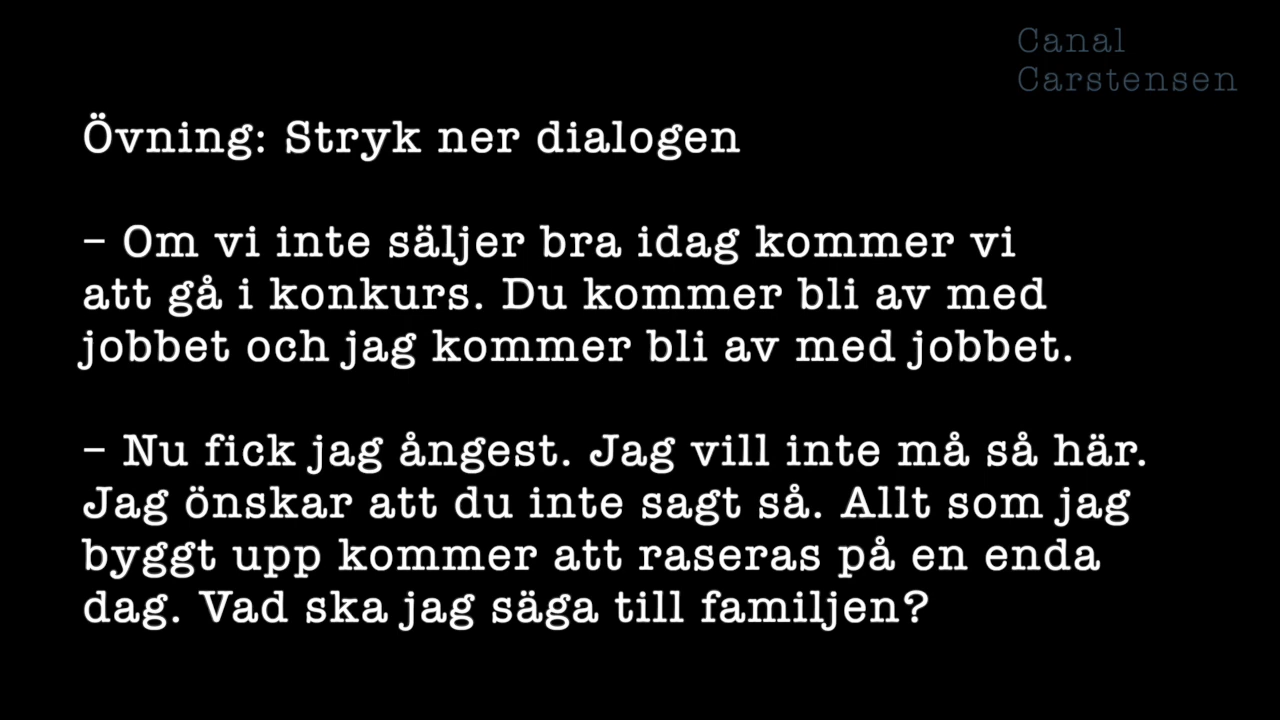 Canal
Carstensen
Övning: Stryk ner dialogen
– Om vi inte säljer bra idag kommer vi
att gå i konkurs. Du kommer bli av med
jobbet och jag kommer bli av med jobbet.
– Nu fick jag ångest. Jag vill inte må så här.
Jag önskar att du inte sagt så. Allt som jag
byggt upp kommer att raseras på en enda
dag. Vad ska jag säga till familjen?